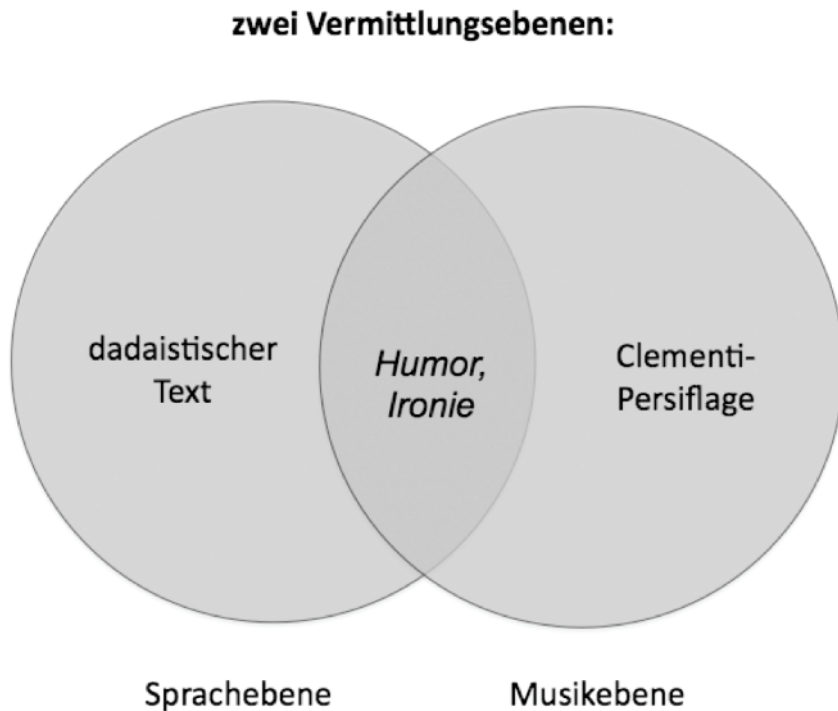 zwei Vermittlungsebenen:
dadaistischer
Text
Humor,
Ironie
Clementi-
Persiflage
Sprachebene
Musikebene